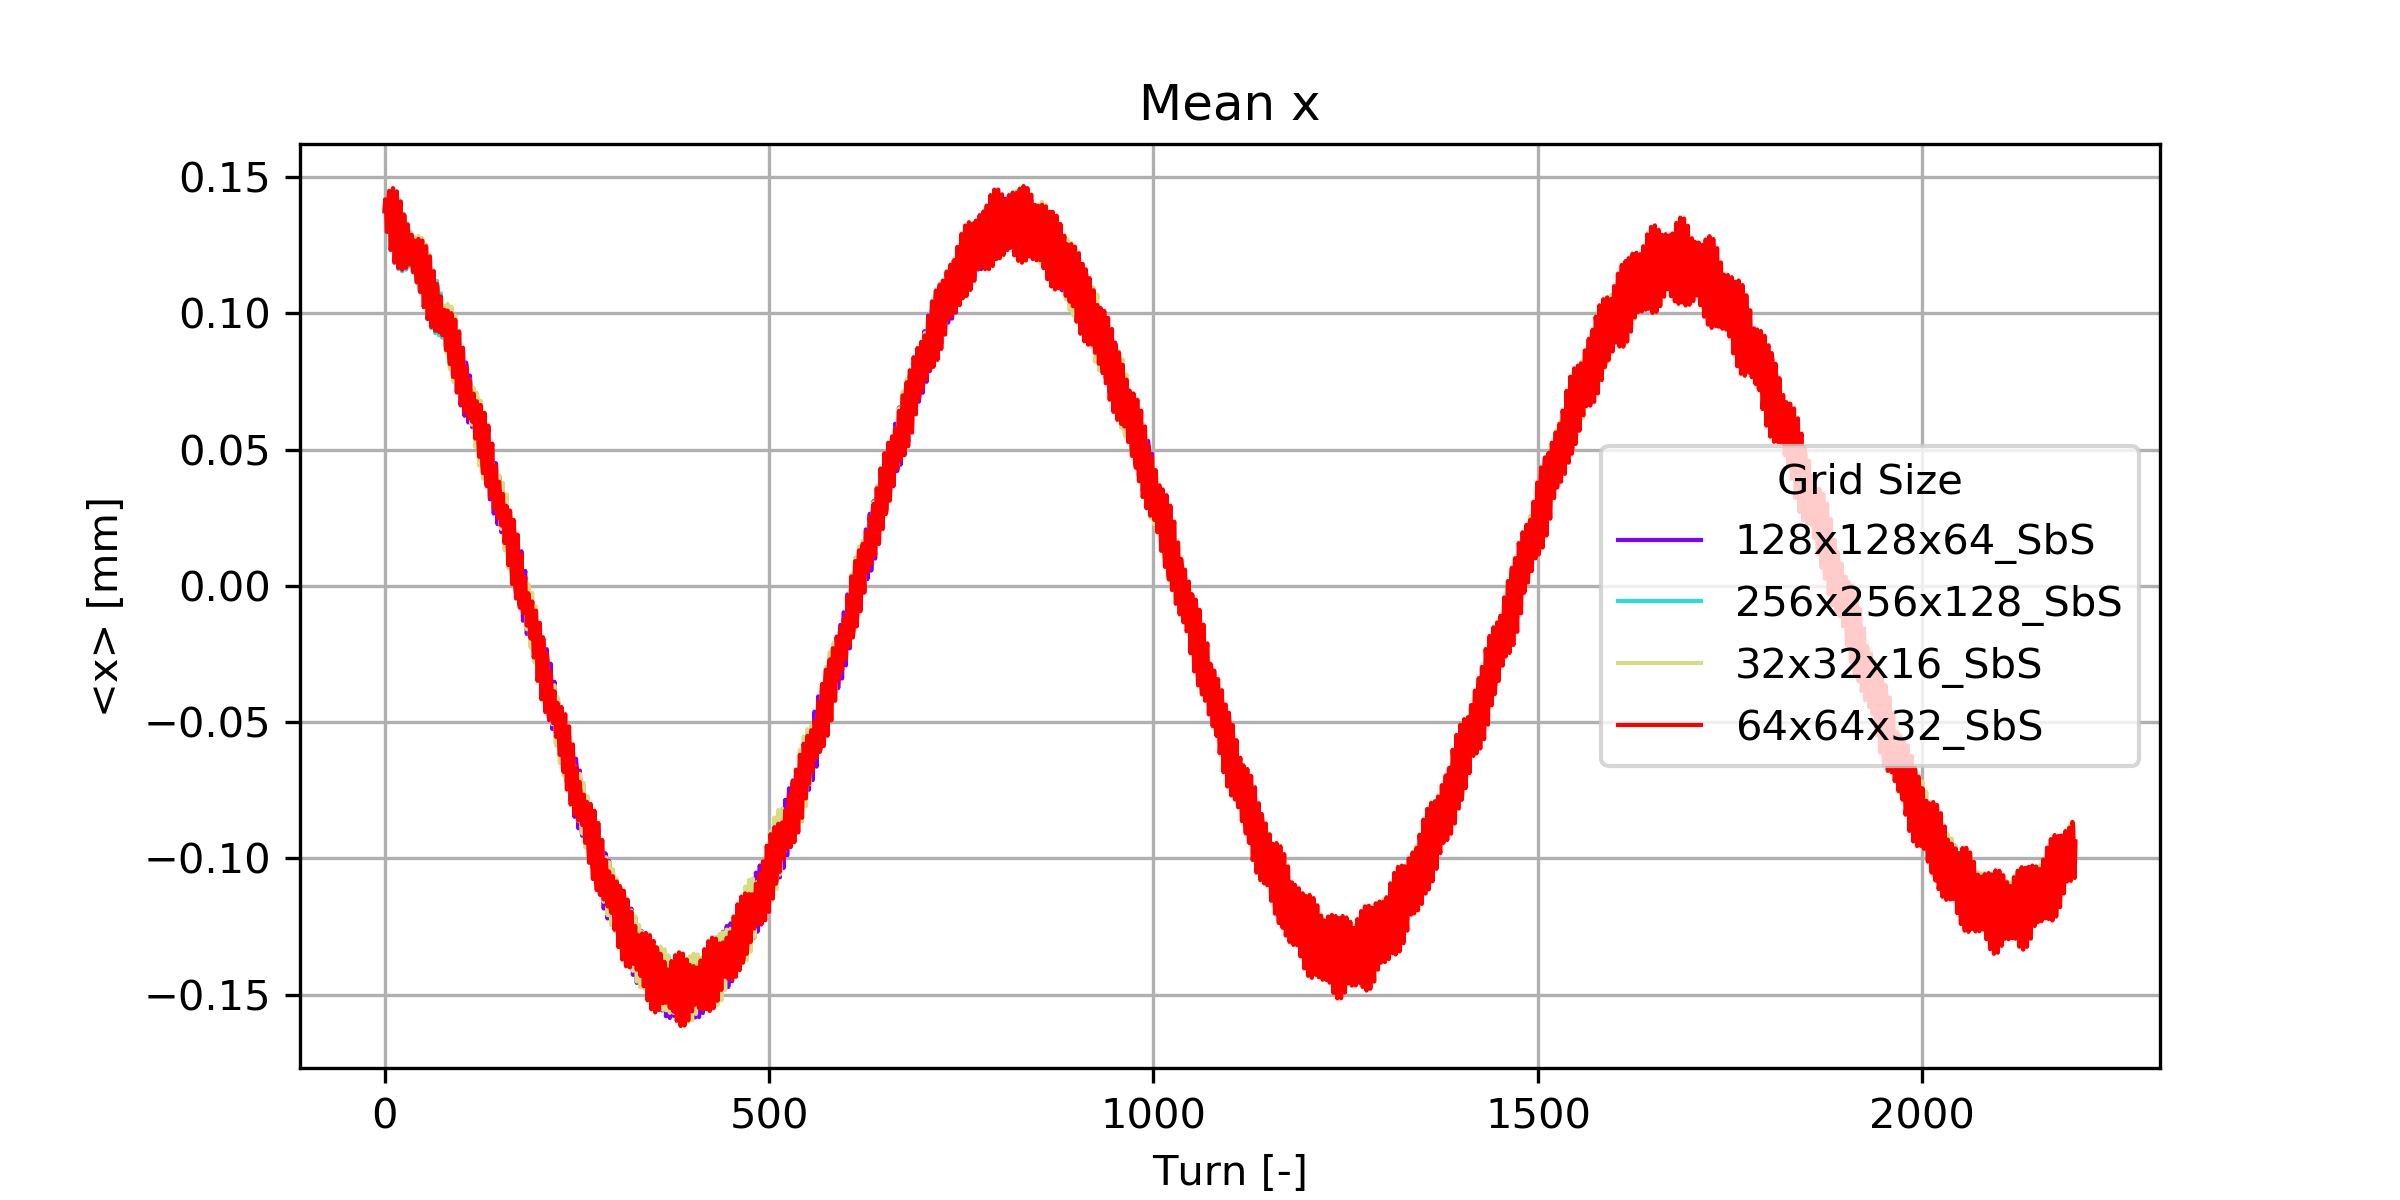 Mean x
0.15
0.10
0.05
0.00
−0.05
−0.10
−0.15
<x> [mm]
Grid Size
128x128x64_SbS
256x256x128_SbS
32x32x16_SbS
64x64x32_SbS
0 500 1000 1500 2000
Turn [-]